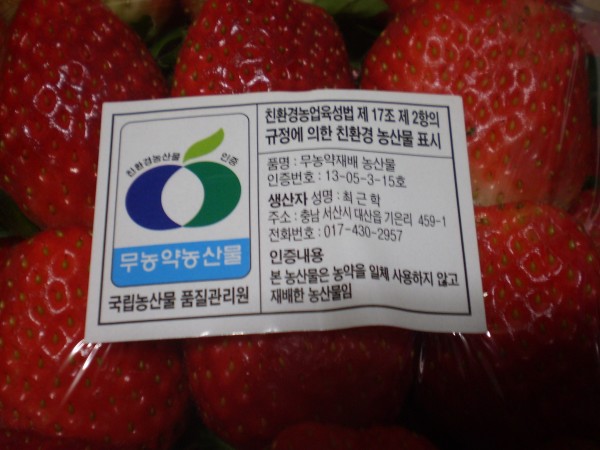 친환경농산물 인증
무농약농산물
국립농산물 품질관리원
친환경농업육성법 제 17조 제 2항의
규정에 의한 친환경 농산물 표시
품명 : 무농약재배 농산물
인증번호 : 13-05-3-15호
생산자 성명 : 최 근 학
주소 : 충남 서산시 대산읍 기은리 459-1
전화번호 : 017-430-2957
인증내용
본 농산물은 농약을 일체 사용하지 않고
재배한 농산물임